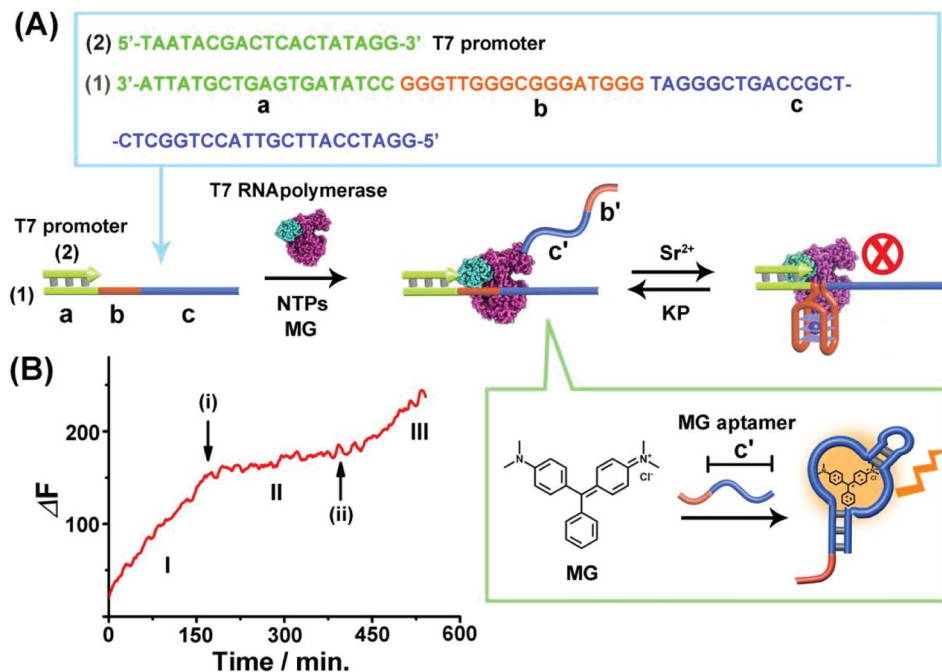 (A)
(2) 5’-TAATACGACTCACTATAGG-3’ T7 promoter
(1) 3’-ATTATGCTGAGTGATATCC GGGTTGGGCGGGATGGG TAGGGCTGACCGCT-
a b c
-CTCGGTCCATTGCTTACCTAGG-5’
T7 RNApolymerase
T7 promoter
(2)
(1)
a b c
NTPs
MG
c' b'
Sr2+
KP
(B)
ΔF
200
100
0 150 300 450 600
Time / min.
(i)
(ii)
I
II
III
N
N+
Cl-
MG
MG aptamer
c'
N
N+
Cl-